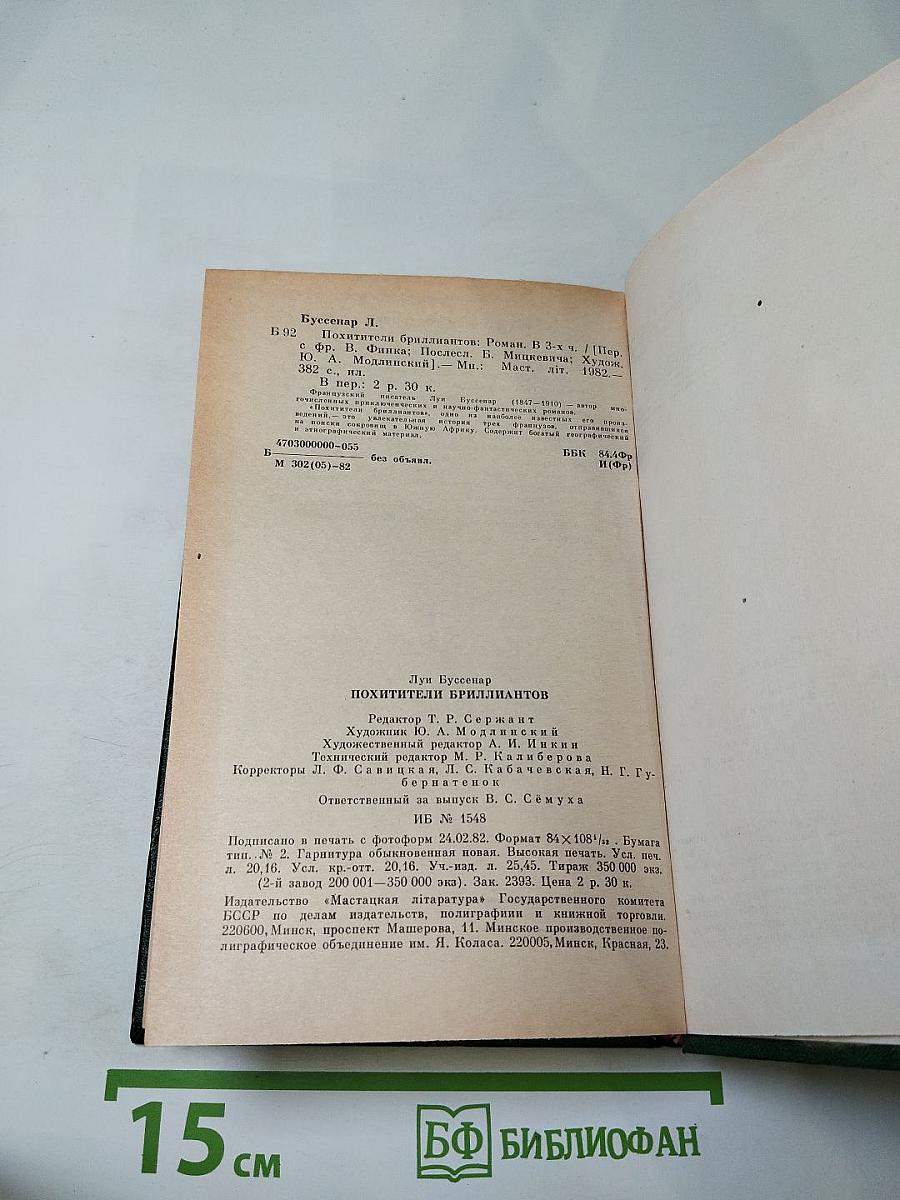 Буссенар Л.
Б 92 Похитители бриллиантов: Роман. В 3-х ч. / [Пер.
с фр. В. Финка; Послесл. Б. Мицкевича; Худож.
Ю. А. Модлинский].— Мн.: Маст. літ. 1982.—
382 с., ил.
В пер.: 2 р. 30 к.
Французский писатель Луи Буссенар (1847—1910) — автор мно-
гочисленных приключенческих и научно-фантастических романов.
«Похитители бриллиантов», одно из наиболее известных его произ-
ведений,— это увлекательная история трех французов, отправившихся
на поиски сокровищ в Южную Африку. Содержит богатый географический
и этнографический материал.
4703000000—055
Б без объявл.
М 302(05)—82
ББК 84.4Фр
И(Фр)
Луи Буссенар
ПОХИТИТЕЛИ БРИЛЛИАНТОВ
Редактор Т. Р. Сержант
Художник Ю. А. Модлинский
Художественный редактор А. И. Инкин
Технический редактор М. Р. Калиберова
Корректоры Л. Ф. Савицкая, Л. С. Кабачевская, Н. Г. Гу-
бернатенок
Ответственный за выпуск В. С. Сёмуха
ИБ № 1548
Подписано в печать с фотоформ 24.02.82. Формат 84×108¹/₃₂. Бумага
тип. № 2. Гарнитура обыкновенная новая. Высокая печать. Усл. печ.
л. 20,16. Усл. кр.-отт. 20,16. Уч.-изд. л. 25,45. Тираж 350 000 экз.
(2-й завод 200 001—350 000 экз). Зак. 2393. Цена 2 р. 30 к.
Издательство «Мастацкая літаратура» Государственного комитета
БССР по делам издательств, полиграфиии и книжной торговли.
220600, Минск, проспект Машерова, 11. Минское производственное по-
лиграфическое объединение им. Я. Коласа. 220005, Минск, Красная, 23.
15 см
БФ БИБЛИОФАН